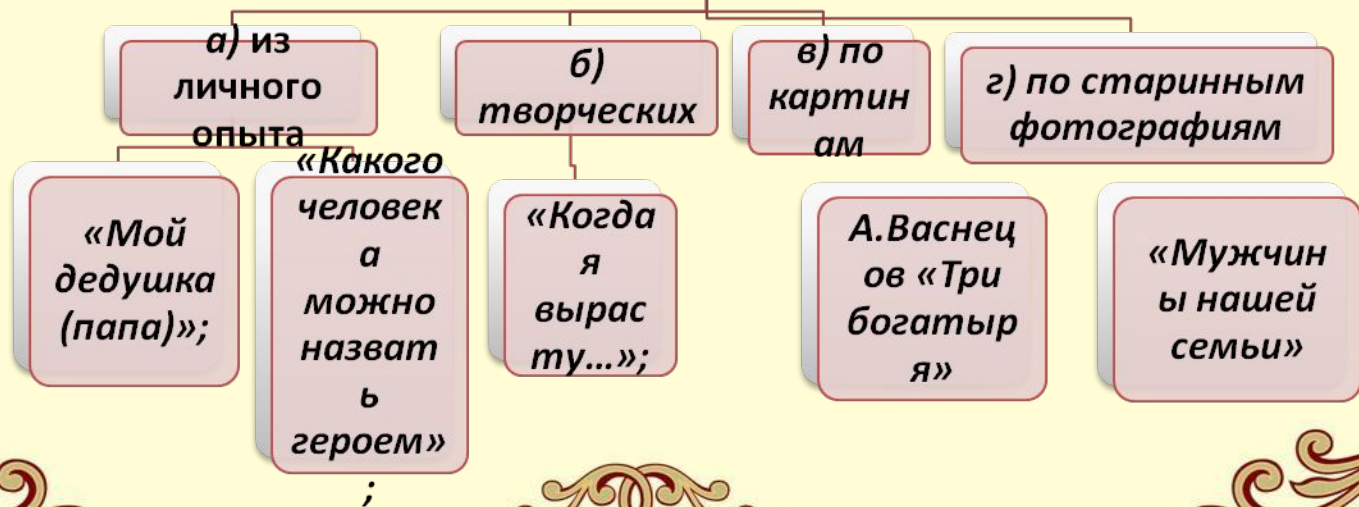 а) из
личного
опыта
б)
творческих
в) по
картин
ам
г) по старинным
фотографиям
«Мой
дедушка
(папа)»;
«Какого
человек
а
можно
назват
ь
героем»
;
«Когда
я
вырас
ту...»;
А.Васнец
ов «Три
богатыр
я»
«Мужчин
ы нашей
семьи»